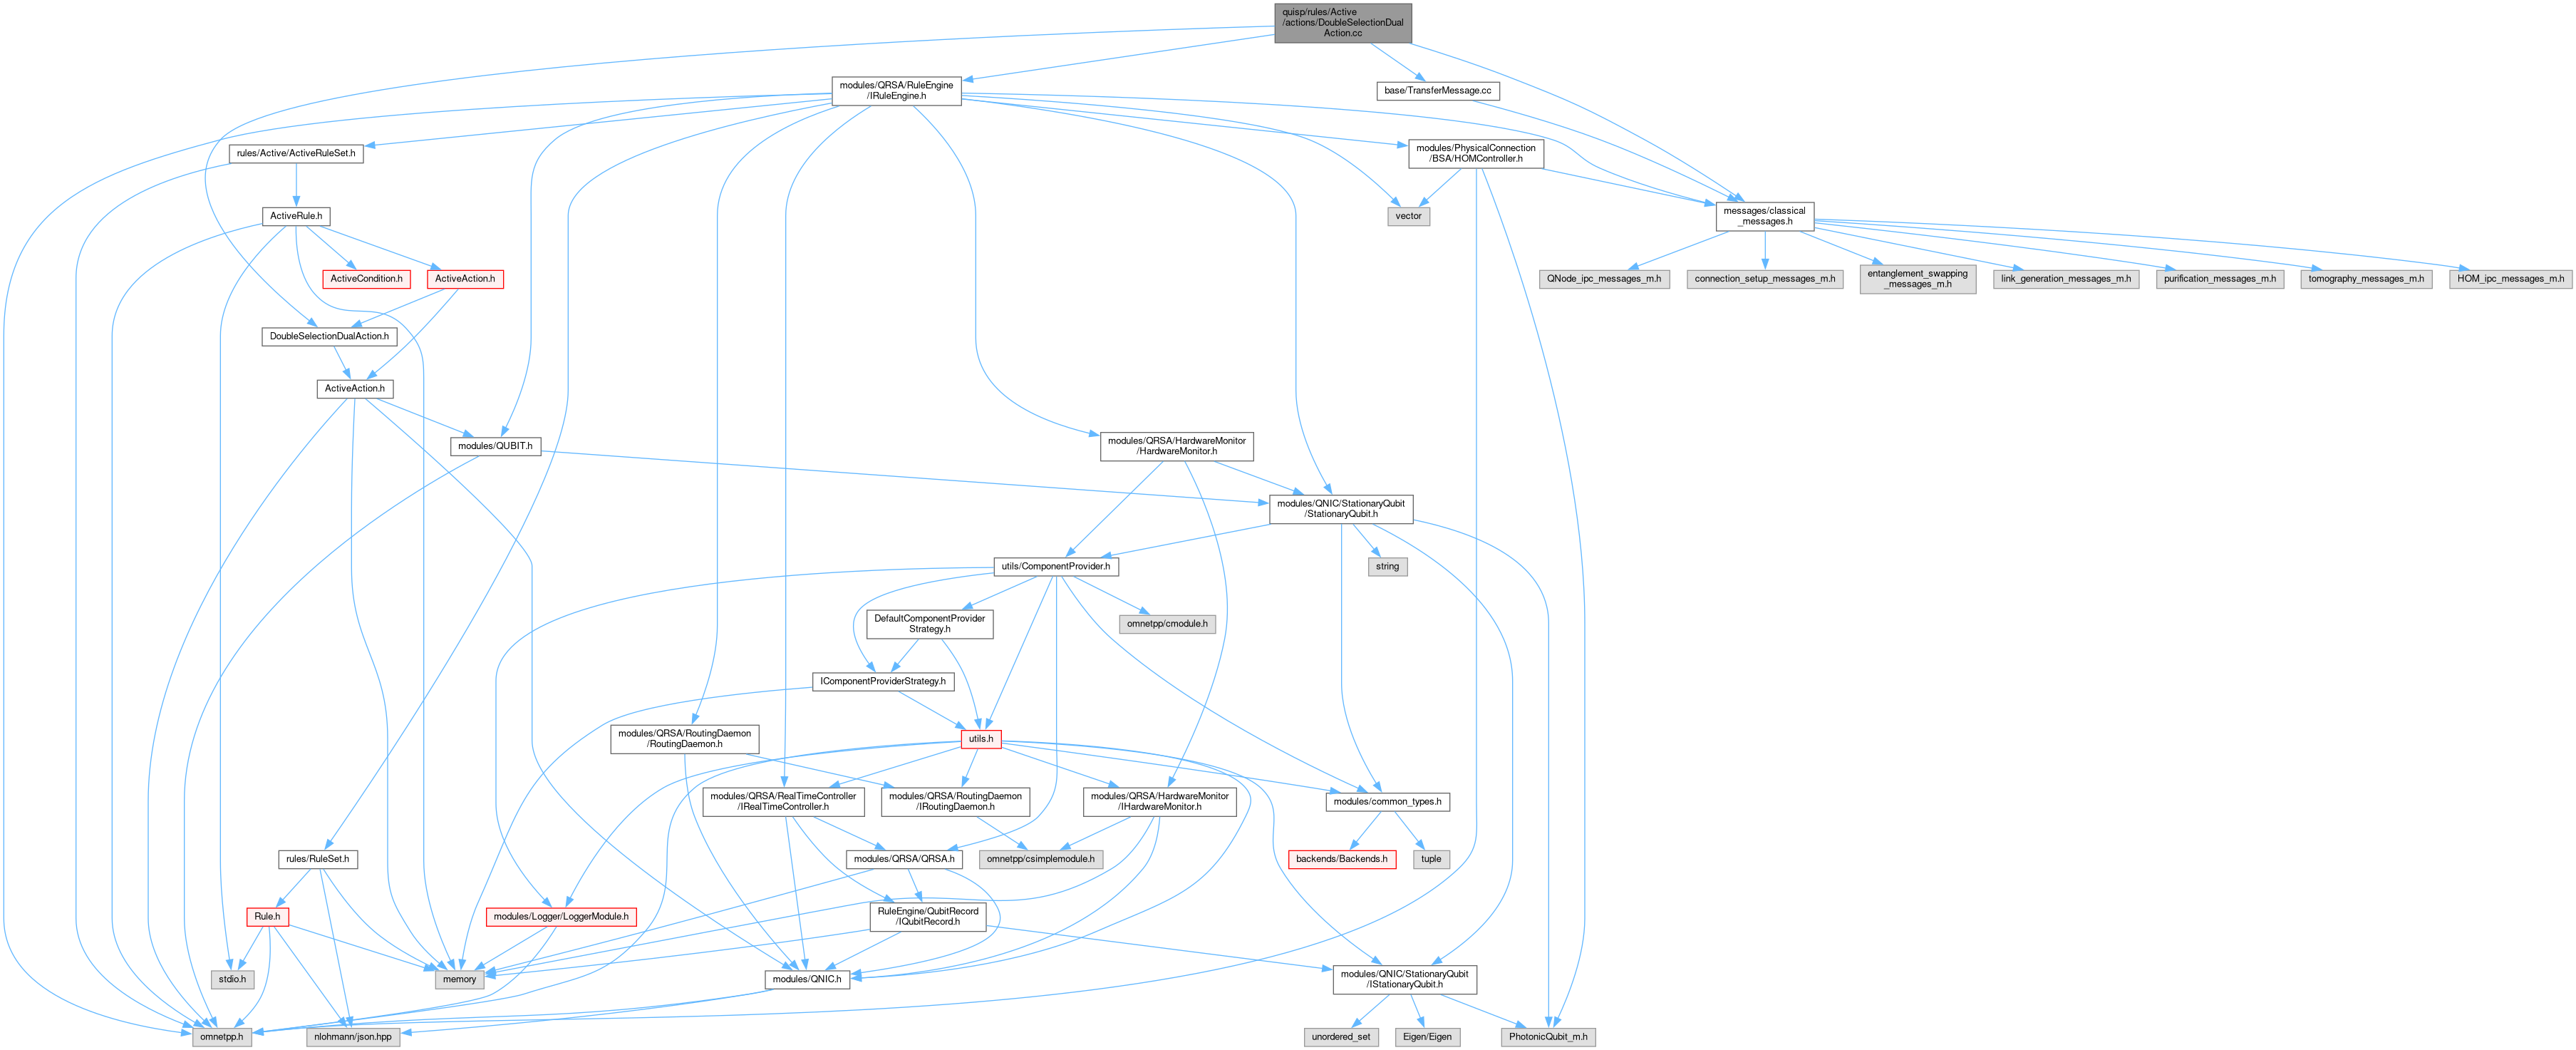 quisp/rules/Active
/actions/DoubleSelectionDual
Action.cc
modules/QRSA/RuleEngine
/IRuleEngine.h
base/TransferMessage.cc
rules/Active/ActiveRuleSet.h
modules/PhysicalConnection
/BSA/HOMController.h
ActiveRule.h
vector
messages/classical
_messages.h
ActiveCondition.h
ActiveAction.h
QNode_ipc_messages_m.h
connection_setup_messages_m.h
entanglement_swapping
_messages_m.h
link_generation_messages_m.h
purification_messages_m.h
tomography_messages_m.h
HOM_ipc_messages_m.h
DoubleSelectionDualAction.h
ActiveAction.h
modules/QUBIT.h
modules/QRSA/HardwareMonitor
/HardwareMonitor.h
modules/QNIC/StationaryQubit
/StationaryQubit.h
utils/ComponentProvider.h
string
DefaultComponentProvider
Strategy.h
omnetpp/cmodule.h
IComponentProviderStrategy.h
modules/QRSA/RoutingDaemon
/RoutingDaemon.h
utils.h
modules/QRSA/RealTimeController
/IRealTimeController.h
modules/QRSA/RoutingDaemon
/IRoutingDaemon.h
modules/QRSA/HardwareMonitor
/IHardwareMonitor.h
modules/common_types.h
rules/RuleSet.h
modules/QRSA/QRSA.h
omnetpp/csimplemodule.h
backends/Backends.h
tuple
Rule.h
modules/Logger/LoggerModule.h
RuleEngine/QubitRecord
/IQubitRecord.h
stdio.h
memory
modules/QNIC.h
modules/QNIC/StationaryQubit
/IStationaryQubit.h
omnetpp.h
nlohmann/json.hpp
unordered_set
Eigen/Eigen
PhotonicQubit_m.h